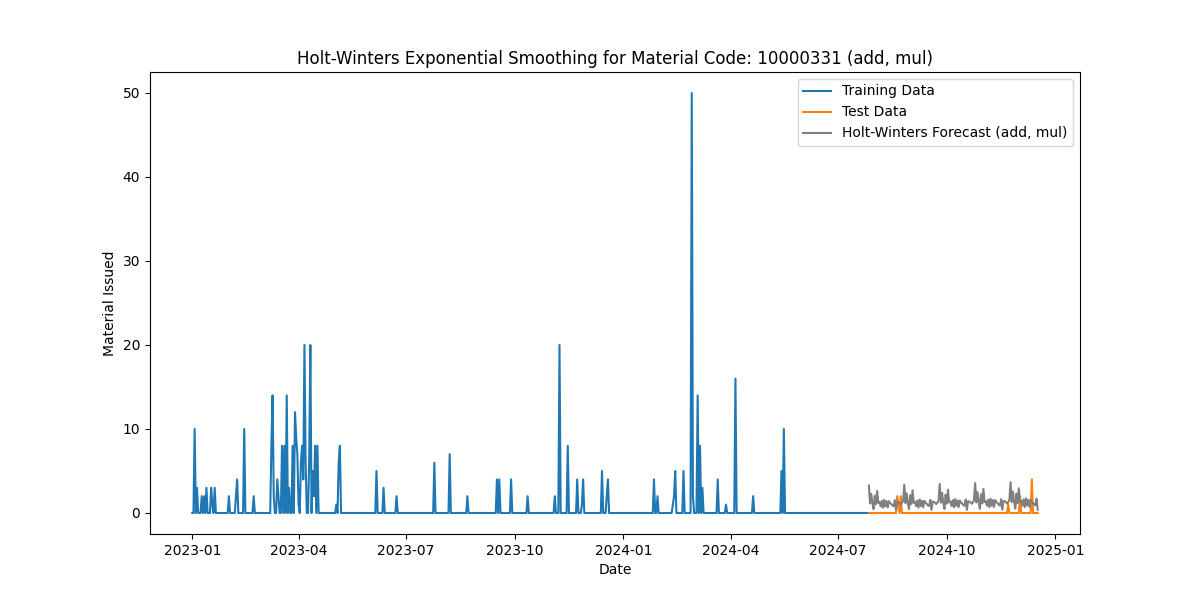 Holt-Winters Exponential Smoothing for Material Code: 10000331 (add, mul)
Training Data
Test Data
Holt-Winters Forecast (add, mul)
50
40
30
20
10
0
Material Issued
2023-01 2023-04 2023-07 2023-10 2024-01 2024-04 2024-07 2024-10 2025-01
Date